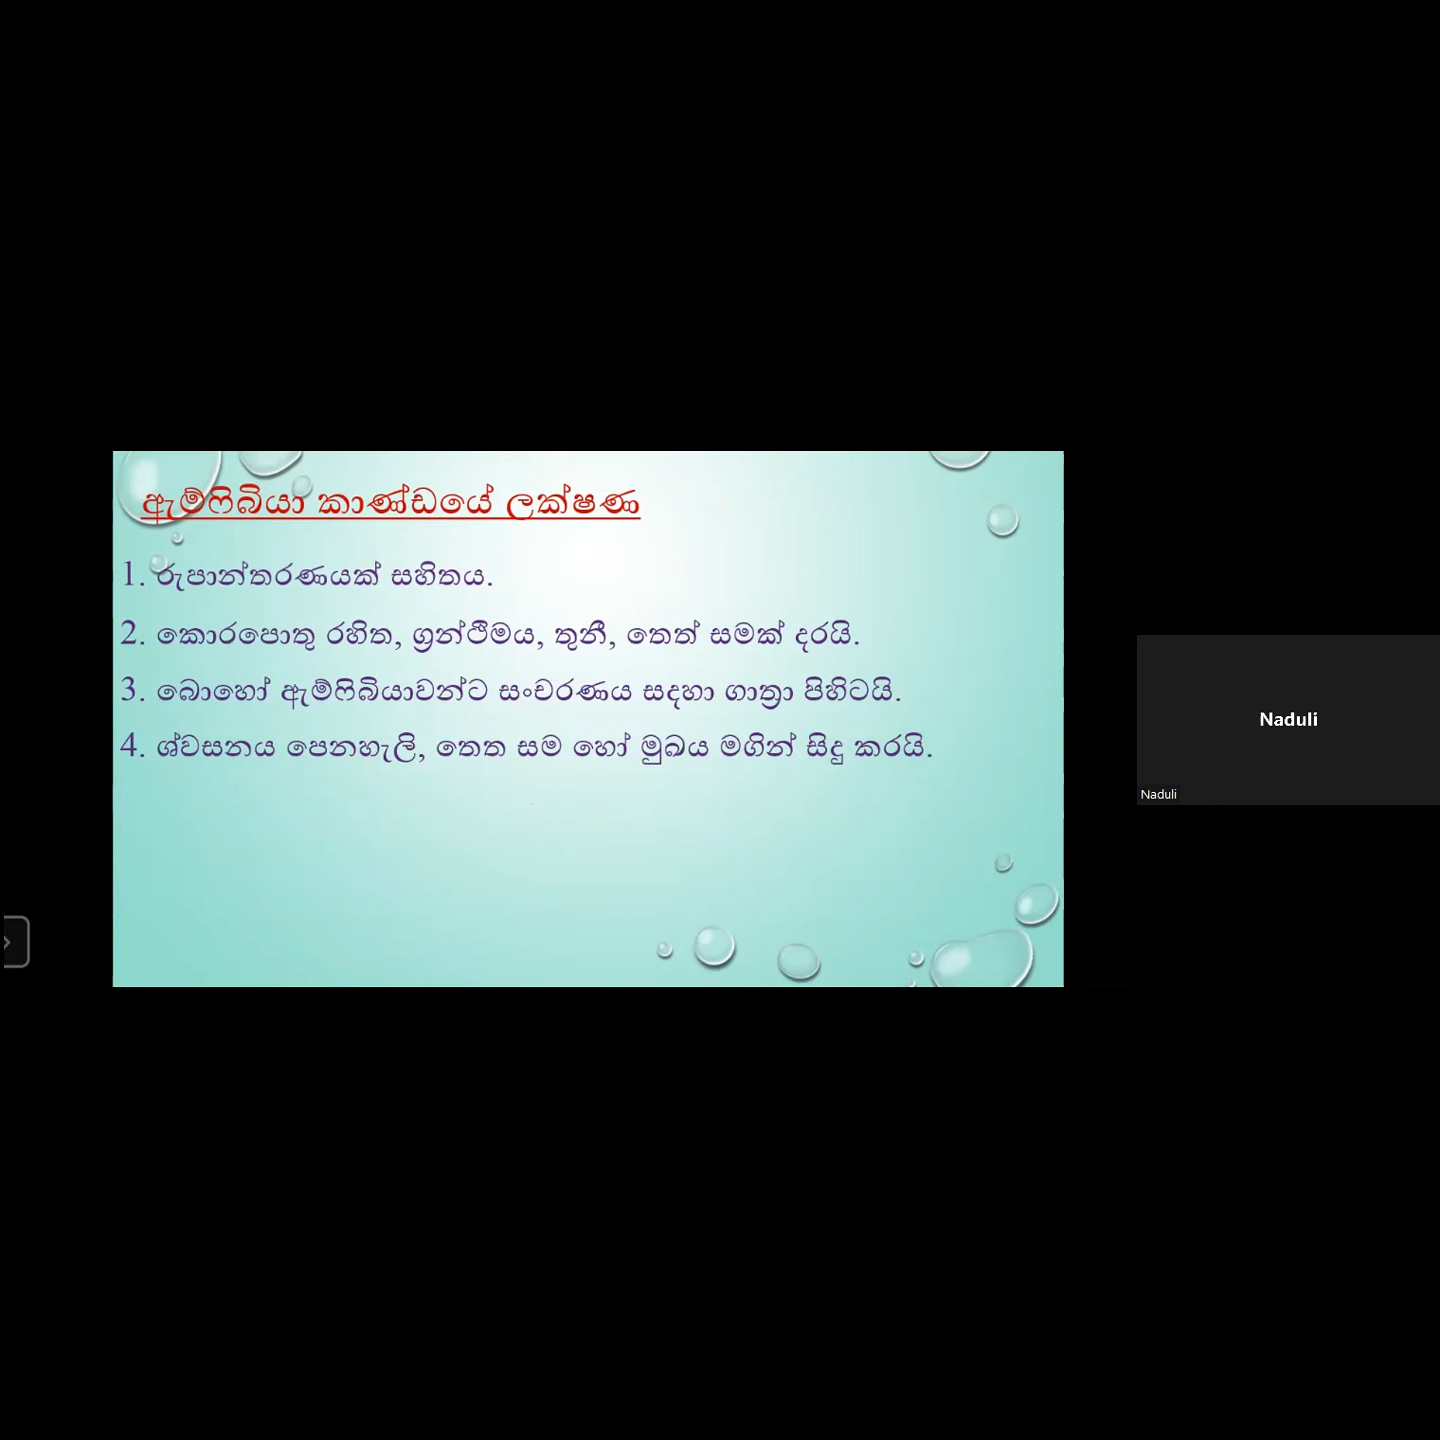 ඇම්ෆිබියා කාණ්ඩයේ ලක්ෂණ
1. රුපාන්තරණයක් සහිතය.
2. කොරපොතු රහිත, ග්‍රන්ථිමය, තුනී, තෙත් සමක් දරයි.
3. බොහෝ ඇම්ෆිබියාවන්ට සංචරණය සදහා ගාත්‍රා පිහිටයි.
4. ශ්වසනය පෙනහැලි, තෙත සම හෝ මුඛය මගින් සිදු කරයි.
Naduli
Naduli